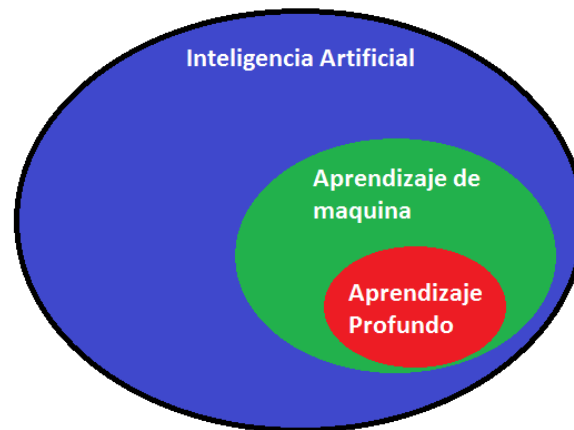 Inteligencia Artificial
Aprendizaje de
maquina
Aprendizaje
Profundo